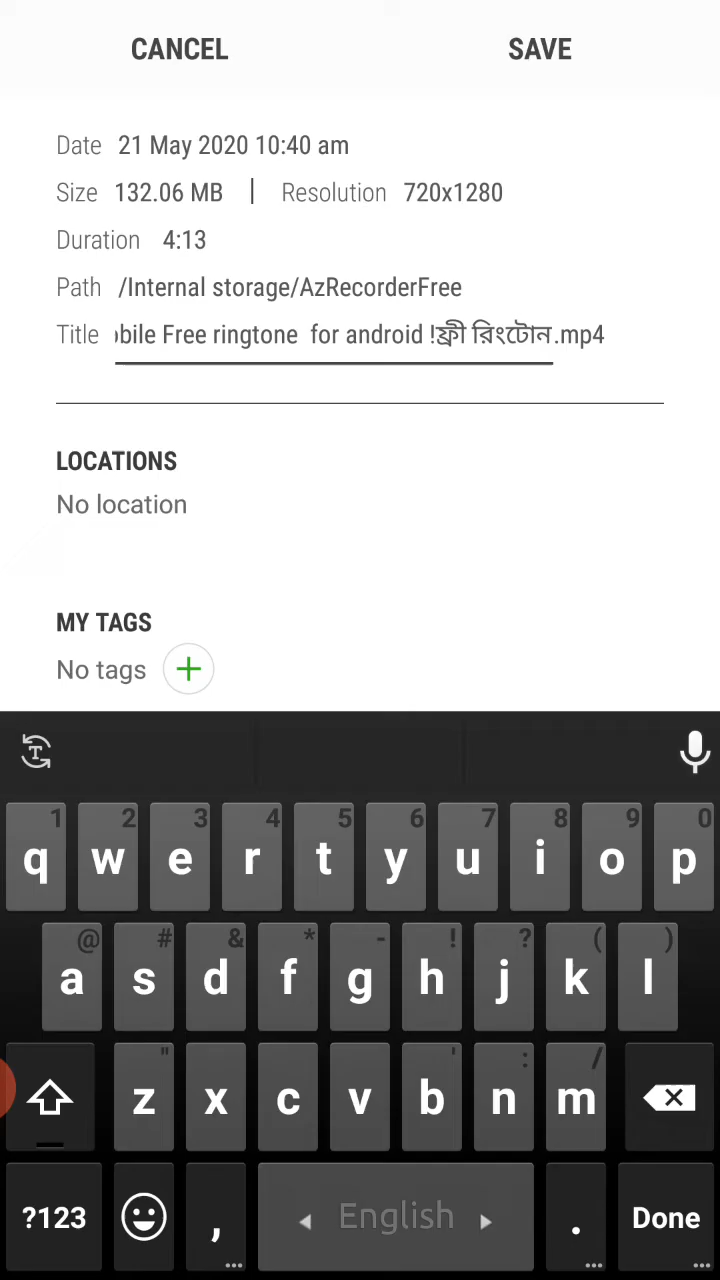 CANCEL SAVE
Date 21 May 2020 10:40 am
Size 132.06 MB | Resolution 720x1280
Duration 4:13
Path /Internal storage/AzRecorderFree
Title bile Free ringtone for android !ফ্রী রিংটোন.mp4
LOCATIONS
No location
MY TAGS
No tags +
1 2 3 4 5 6 7 8 9 0
q w e r t y u i o p
@ # & * - ! ? ( )
a s d f g h j k l
" ' : /
z x c v b n m
?123 , English . Done